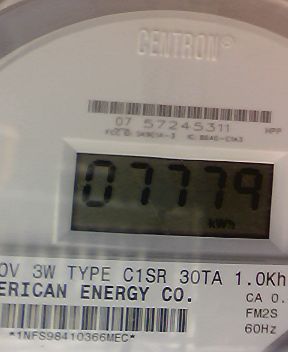 CENTRON®
07 57245311 HPP
07779
kWh
0V 3W TYPE C1SR 30TA 1.0Kh
ERICAN ENERGY CO.
CA 0.
FM2S
60Hz
*1NFS98410366MEC*